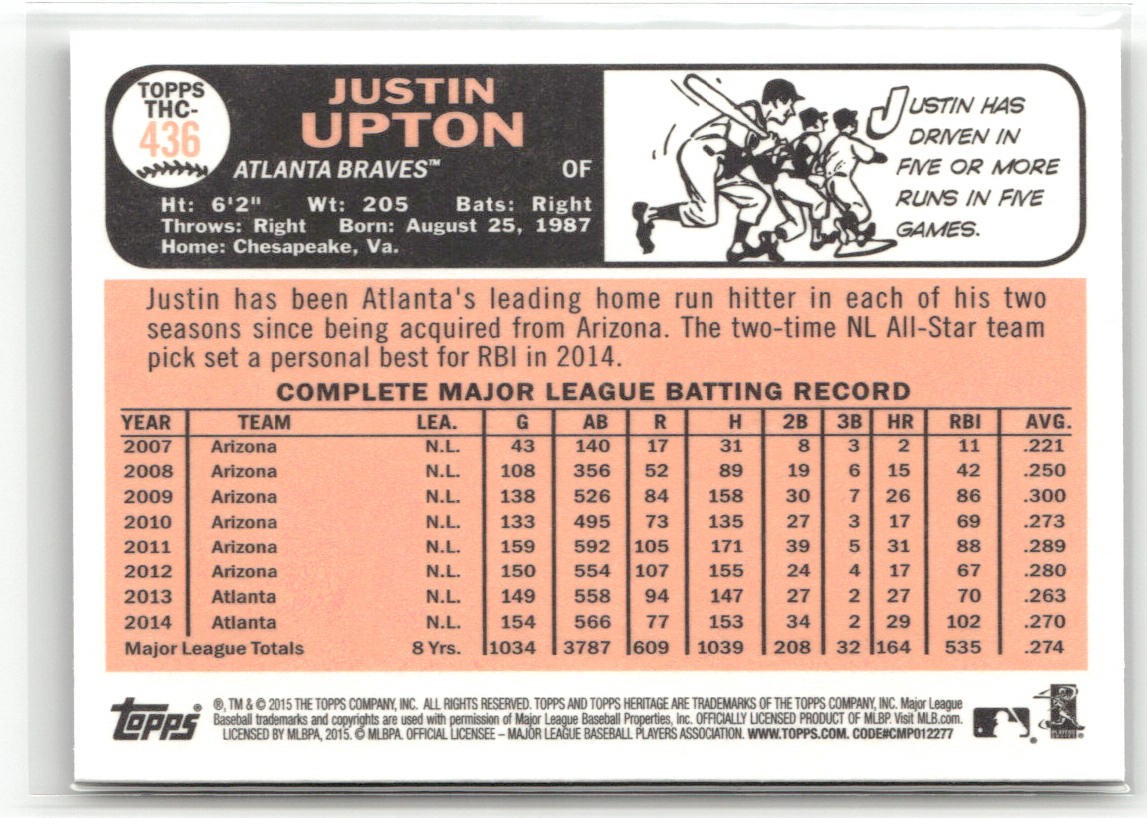 TOPPS
THC-
436
JUSTIN
UPTON
ATLANTA BRAVES™ OF
Ht: 6'2" Wt: 205 Bats: Right
Throws: Right Born: August 25, 1987
Home: Chesapeake, Va.
JUSTIN HAS
DRIVEN IN
FIVE OR MORE
RUNS IN FIVE
GAMES.
Justin has been Atlanta's leading home run hitter in each of his two
seasons since being acquired from Arizona. The two-time NL All-Star team
pick set a personal best for RBI in 2014.
COMPLETE MAJOR LEAGUE BATTING RECORD
YEAR TEAM LEA. G AB R H 2B 3B HR RBI AVG.
2007 Arizona N.L. 43 140 17 31 8 3 2 11 .221
2008 Arizona N.L. 108 356 52 89 19 6 15 42 .250
2009 Arizona N.L. 138 526 84 158 30 7 26 86 .300
2010 Arizona N.L. 133 495 73 135 27 3 17 69 .273
2011 Arizona N.L. 159 592 105 171 39 5 31 88 .289
2012 Arizona N.L. 150 554 107 155 24 4 17 67 .280
2013 Atlanta N.L. 149 558 94 147 27 2 27 70 .263
2014 Atlanta N.L. 154 566 77 153 34 2 29 102 .270
Major League Totals 8 Yrs. 1034 3787 609 1039 208 32 164 535 .274
Topps®
®, TM & © 2015 THE TOPPS COMPANY, INC. ALL RIGHTS RESERVED. TOPPS AND TOPPS HERITAGE ARE TRADEMARKS OF THE TOPPS COMPANY, INC. Major League
Baseball trademarks and copyrights are used with permission of Major League Baseball Properties, Inc. OFFICIALLY LICENSED PRODUCT OF MLBP. Visit MLB.com.
LICENSED BY MLBPA, 2015. © MLBPA. OFFICIAL LICENSEE – MAJOR LEAGUE BASEBALL PLAYERS ASSOCIATION. WWW.TOPPS.COM. CODE#CMP012277